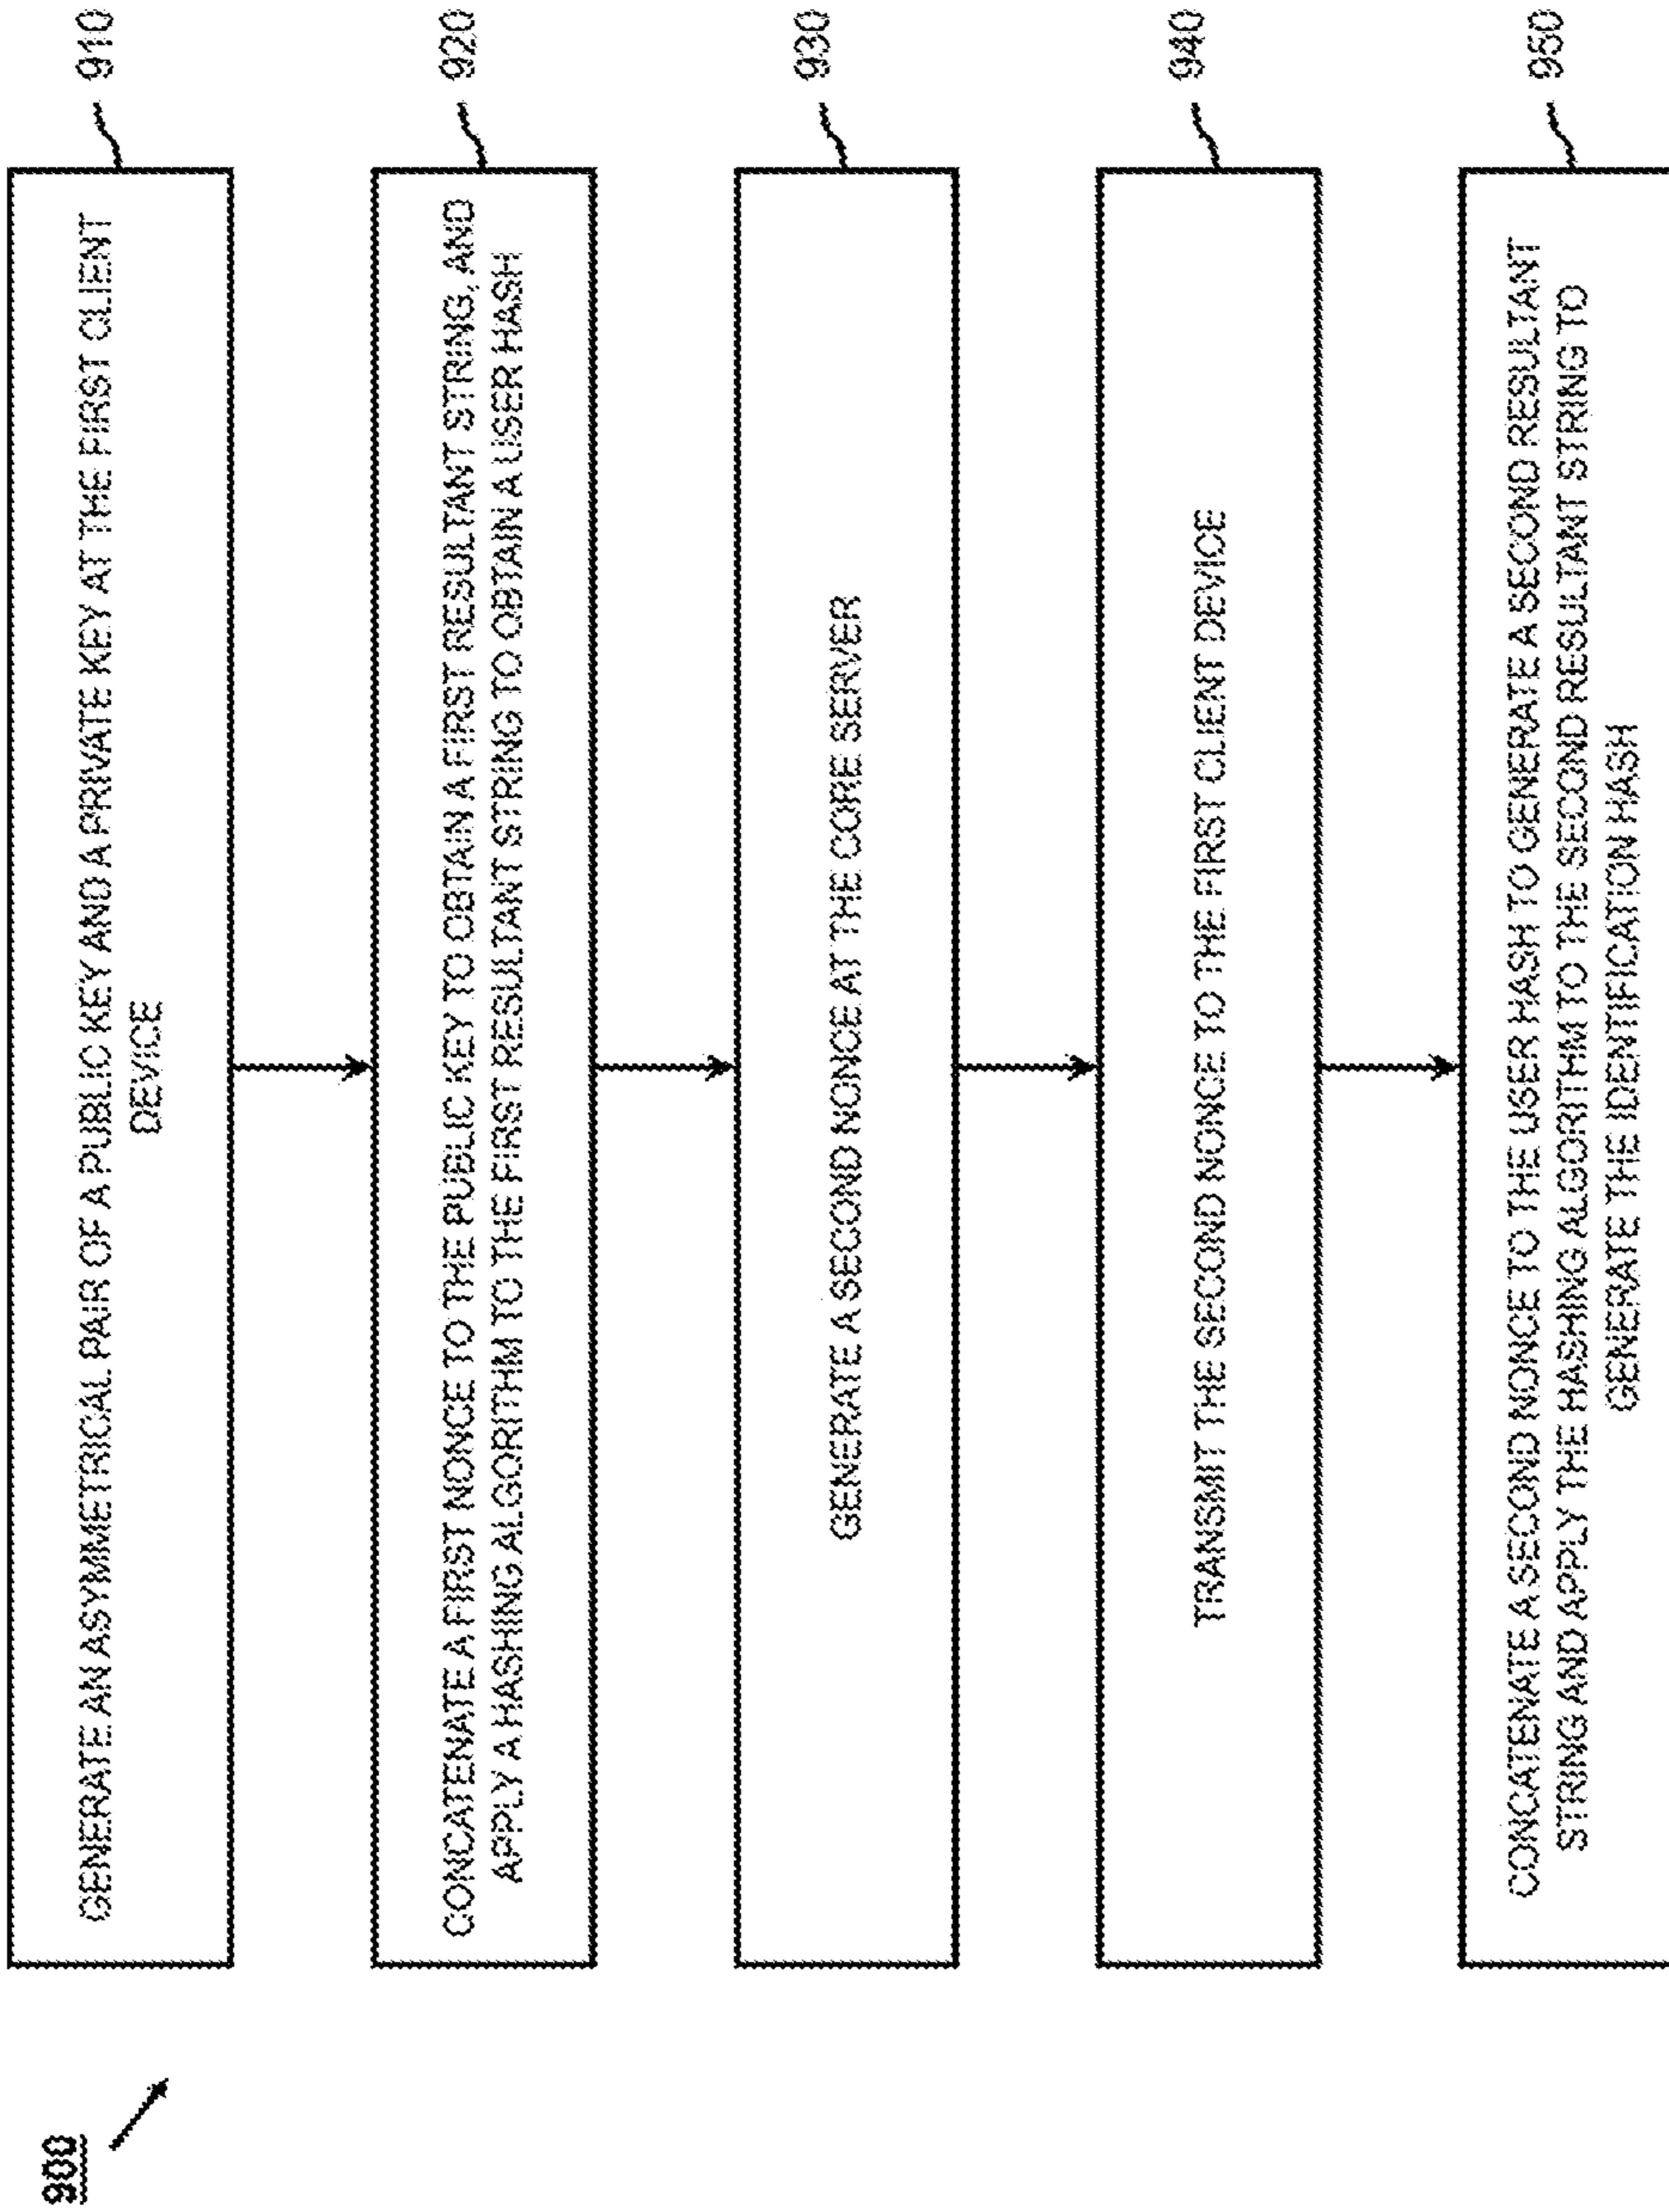 900
GENERATE AN ASYMMETRICAL PAIR OF A PUBLIC KEY AND A PRIVATE KEY AT THE FIRST CLIENT
DEVICE
910
CONCATENATE A FIRST NONCE TO THE PUBLIC KEY TO OBTAIN A FIRST RESULTANT STRING, AND
APPLY A HASHING ALGORITHM TO THE FIRST RESULTANT STRING TO OBTAIN A USER HASH
920
GENERATE A SECOND NONCE AT THE CORE SERVER
930
TRANSMIT THE SECOND NONCE TO THE FIRST CLIENT DEVICE
940
CONCATENATE A SECOND NONCE TO THE USER HASH TO GENERATE A SECOND RESULTANT
STRING AND APPLY THE HASHING ALGORITHM TO THE SECOND RESULTANT STRING TO
GENERATE THE IDENTIFICATION HASH
950